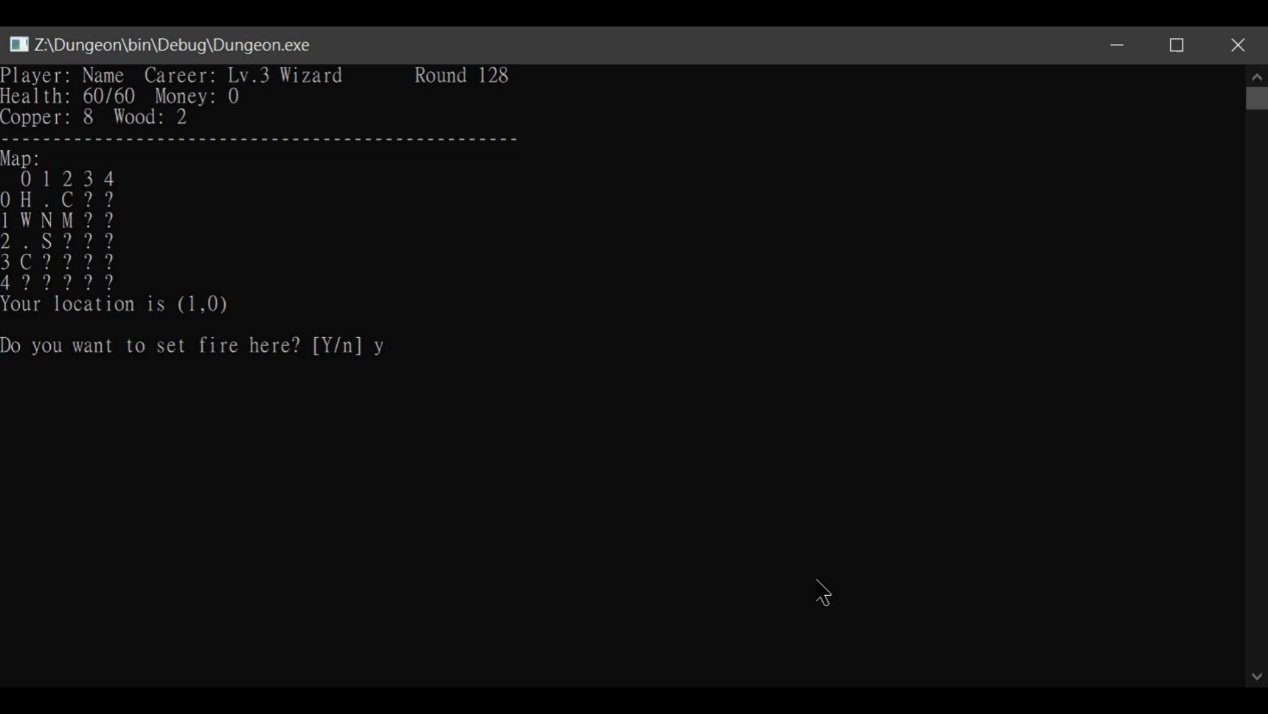 Z:\Dungeon\bin\Debug\Dungeon.exe
Player: Name  Career: Lv.3 Wizard       Round 128
Health: 60/60  Money: 0
Copper: 8  Wood: 2
--------------------------------------------------
Map:
  0 1 2 3 4
0 H . C ? ?
1 W N M ? ?
2 . S ? ? ?
3 C ? ? ? ?
4 ? ? ? ? ?
Your location is (1,0)
Do you want to set fire here? [Y/n] y